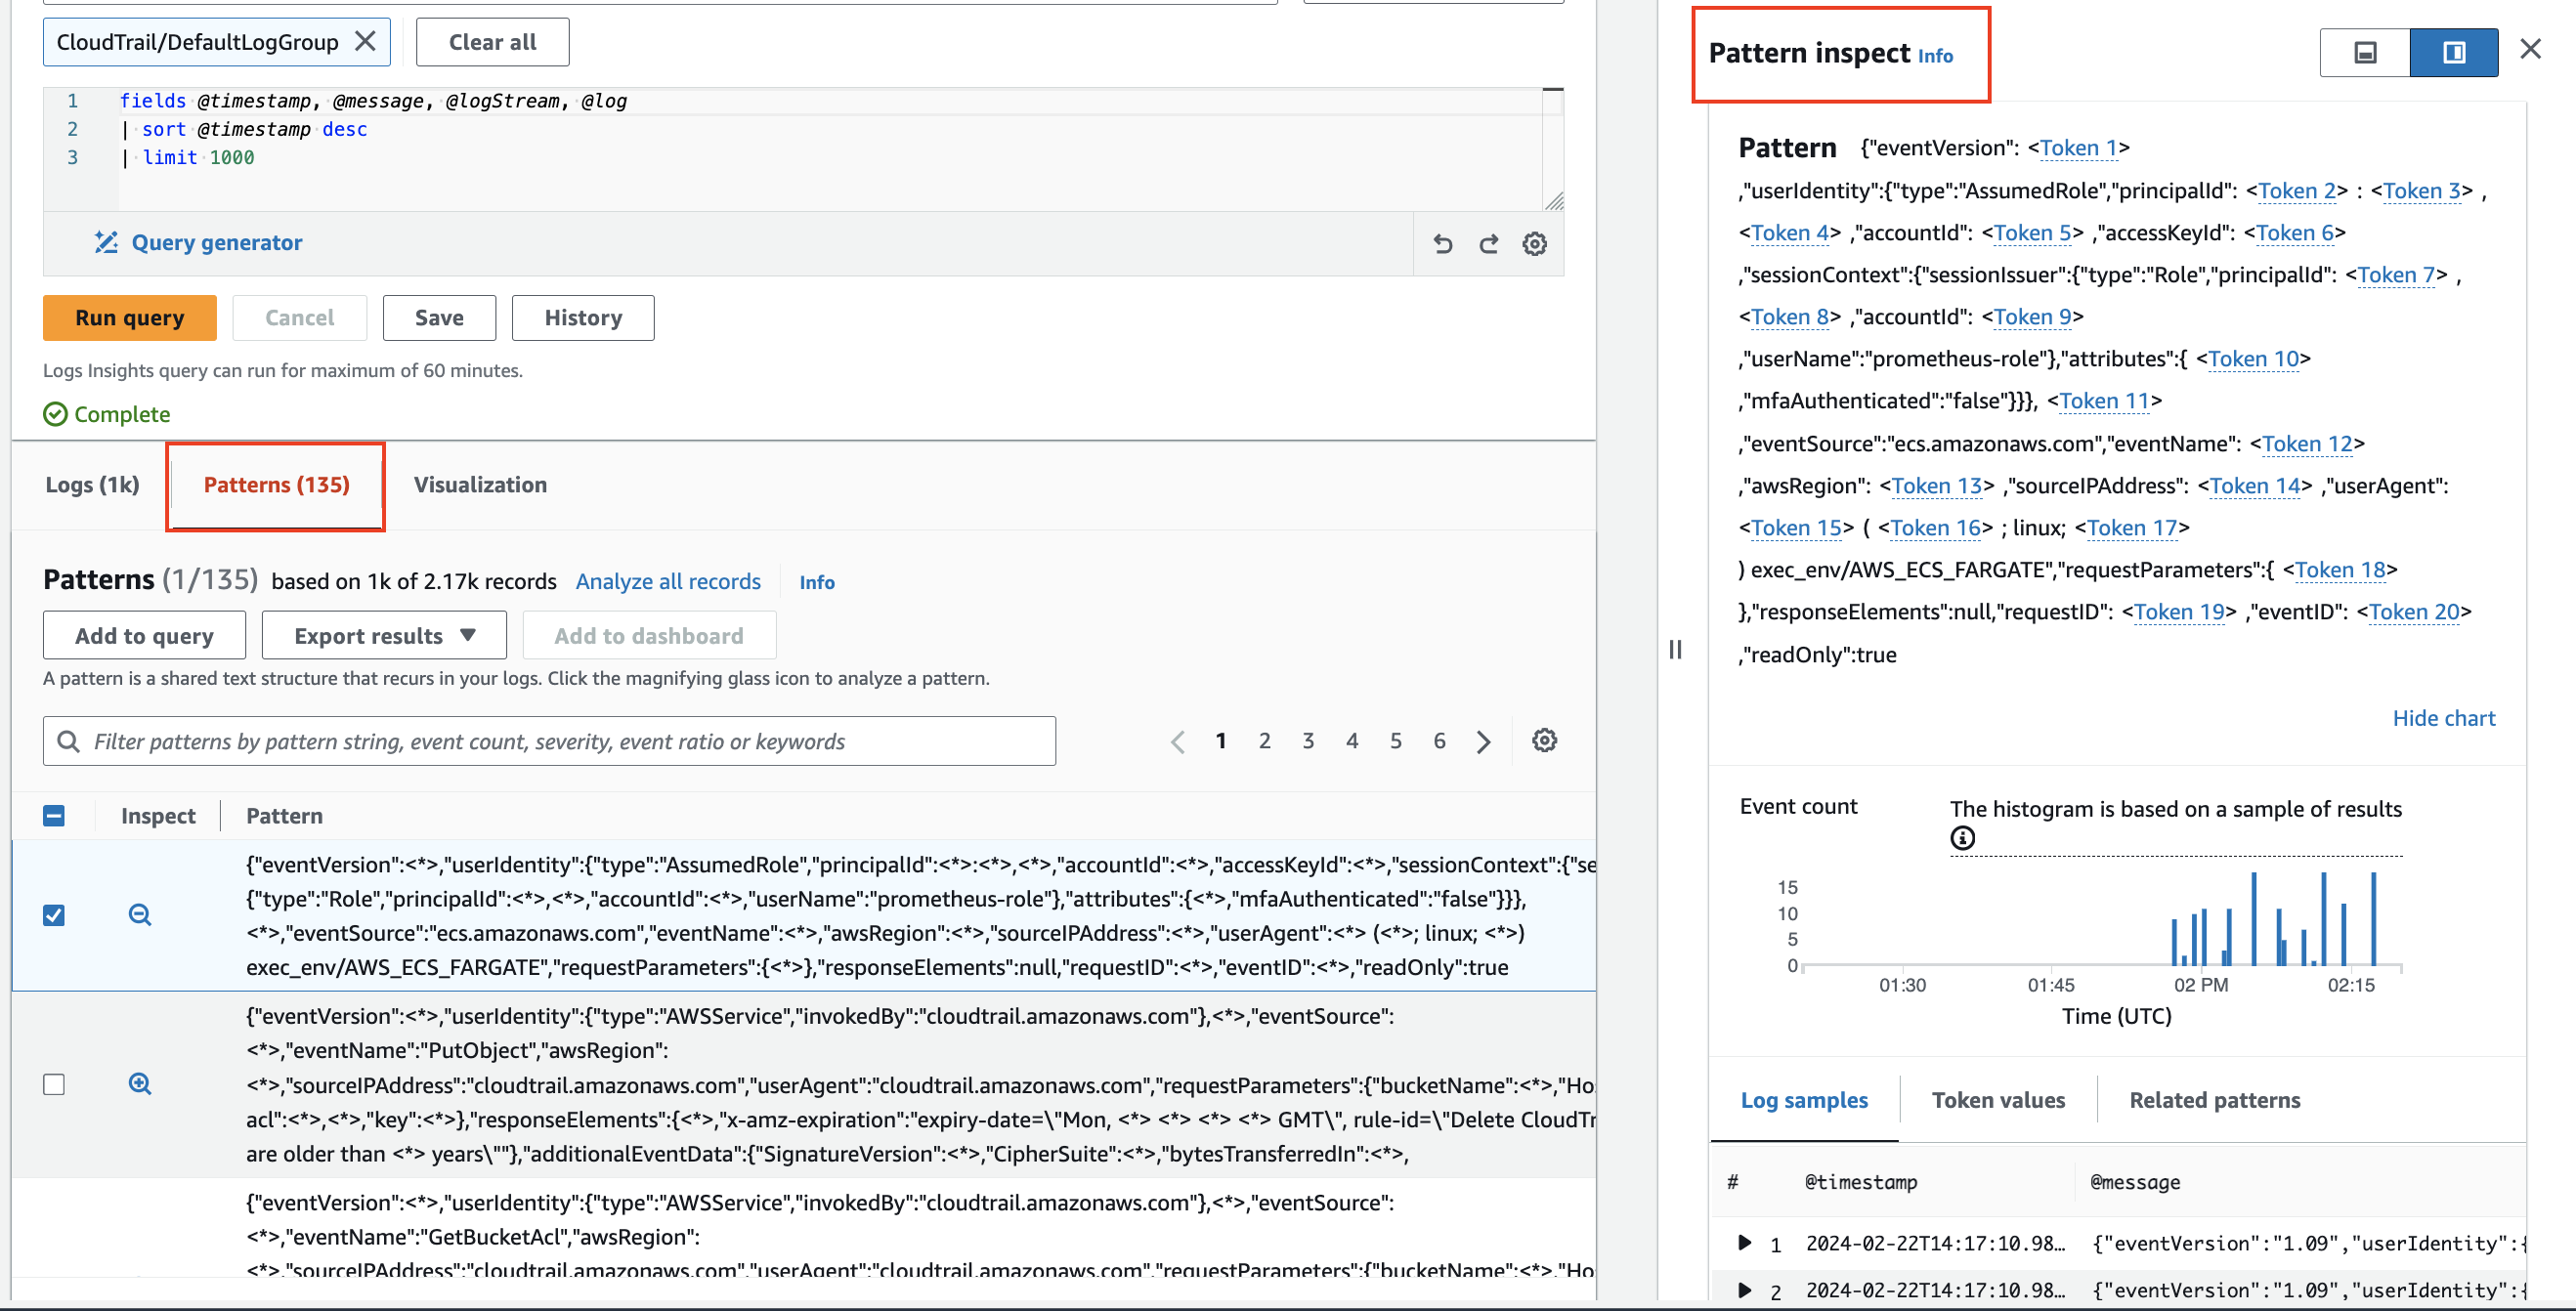 CloudTrail/DefaultLogGroup
Clear all
1 fields @timestamp, @message, @logStream, @log
2 | sort @timestamp desc
3 | limit 1000
Query generator
Run query
Cancel
Save
History
Logs Insights query can run for maximum of 60 minutes.
Complete
Logs (1k)
Patterns (135)
Visualization
Patterns (1/135) based on 1k of 2.17k records Analyze all records Info
Add to query
Export results
Add to dashboard
A pattern is a shared text structure that recurs in your logs. Click the magnifying glass icon to analyze a pattern.
Filter patterns by pattern string, event count, severity, event ratio or keywords
1 2 3 4 5 6
Inspect Pattern
{"eventVersion":<*>,"userIdentity":{"type":"AssumedRole","principalId":<*>:<*>,<*>,"accountId":<*>,"accessKeyId":<*>,"sessionContext":{"se
{"type":"Role","principalId":<*>,<*>,"accountId":<*>,"userName":"prometheus-role"},"attributes":{<*>,"mfaAuthenticated":"false"}}},
<*>,"eventSource":"ecs.amazonaws.com","eventName":<*>,"awsRegion":<*>,"sourceIPAddress":<*>,"userAgent":<*> (<*>; linux; <*>)
exec_env/AWS_ECS_FARGATE","requestParameters":{<*>},"responseElements":null,"requestID":<*>,"eventID":<*>,"readOnly":true
{"eventVersion":<*>,"userIdentity":{"type":"AWSService","invokedBy":"cloudtrail.amazonaws.com"},<*>,"eventSource":
<*>,"eventName":"PutObject","awsRegion":
<*>,"sourceIPAddress":"cloudtrail.amazonaws.com","userAgent":"cloudtrail.amazonaws.com","requestParameters":{"bucketName":<*>,"Ho
acl":<*>,<*>,"key":<*>},"responseElements":{<*>,"x-amz-expiration":"expiry-date=\"Mon, <*> <*> <*> <*> GMT\", rule-id=\"Delete CloudTr
are older than <*> years\""},"additionalEventData":{"SignatureVersion":<*>,"CipherSuite":<*>,"bytesTransferredIn":<*>,
{"eventVersion":<*>,"userIdentity":{"type":"AWSService","invokedBy":"cloudtrail.amazonaws.com"},<*>,"eventSource":
<*>,"eventName":"GetBucketAcl","awsRegion":
<*>,"sourceIPAddress":"cloudtrail.amazonaws.com","userAgent":"cloudtrail.amazonaws.com","requestParameters":{"bucketName":<*>,"Ho
Pattern inspect Info
Pattern {"eventVersion": <Token 1>
,"userIdentity":{"type":"AssumedRole","principalId": <Token 2> : <Token 3> ,
<Token 4> ,"accountId": <Token 5> ,"accessKeyId": <Token 6>
,"sessionContext":{"sessionIssuer":{"type":"Role","principalId": <Token 7> ,
<Token 8> ,"accountId": <Token 9>
,"userName":"prometheus-role"},"attributes":{ <Token 10>
,"mfaAuthenticated":"false"}}}, <Token 11>
,"eventSource":"ecs.amazonaws.com","eventName": <Token 12>
,"awsRegion": <Token 13> ,"sourceIPAddress": <Token 14> ,"userAgent":
<Token 15> ( <Token 16> ; linux; <Token 17>
) exec_env/AWS_ECS_FARGATE","requestParameters":{ <Token 18>
},"responseElements":null,"requestID": <Token 19> ,"eventID": <Token 20>
,"readOnly":true
Hide chart
Event count
The histogram is based on a sample of results
15
10
5
0
01:30 01:45 02 PM 02:15
Time (UTC)
Log samples
Token values
Related patterns
# @timestamp @message
1 2024-02-22T14:17:10.98... {"eventVersion":"1.09","userIdentity":{
2 2024-02-22T14:17:10.98... {"eventVersion":"1.09","userIdentity":{